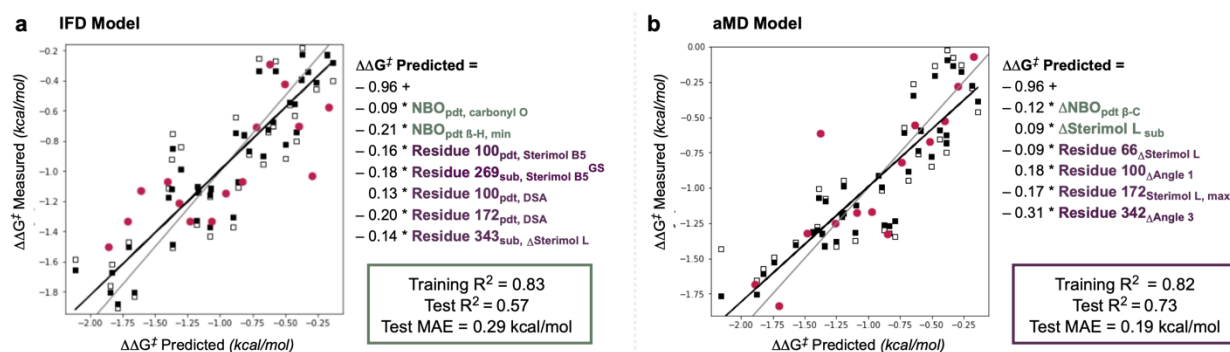 a IFD Model
ΔΔG‡ Measured (kcal/mol)
−0.2
−0.4
−0.6
−0.8
−1.0
−1.2
−1.4
−1.6
−1.8
−2.00 −1.75 −1.50 −1.25 −1.00 −0.75 −0.50 −0.25
ΔΔG‡ Predicted (kcal/mol)
ΔΔG‡ Predicted =
– 0.96 +
– 0.09 * NBOpdt, carbonyl O
– 0.21 * NBOpdt ß-H, min
– 0.16 * Residue 100pdt, Sterimol B5
– 0.18 * Residue 269sub, Sterimol B5GS
0.13 * Residue 100pdt, DSA
– 0.20 * Residue 172pdt, DSA
– 0.14 * Residue 343sub, ΔSterimol L
Training R2 = 0.83
Test R2 = 0.57
Test MAE = 0.29 kcal/mol
b aMD Model
ΔΔG‡ Measured (kcal/mol)
0.00
−0.25
−0.50
−0.75
−1.00
−1.25
−1.50
−1.75
−2.00 −1.75 −1.50 −1.25 −1.00 −0.75 −0.50 −0.25
ΔΔG‡ Predicted (kcal/mol)
ΔΔG‡ Predicted =
– 0.96 +
– 0.12 * ΔNBOpdt β-C
0.09 * ΔSterimol L sub
– 0.09 * Residue 66ΔSterimol L
0.18 * Residue 100ΔAngle 1
– 0.17 * Residue 172Sterimol L, max
– 0.31 * Residue 342ΔAngle 3
Training R2 = 0.82
Test R2 = 0.73
Test MAE = 0.19 kcal/mol